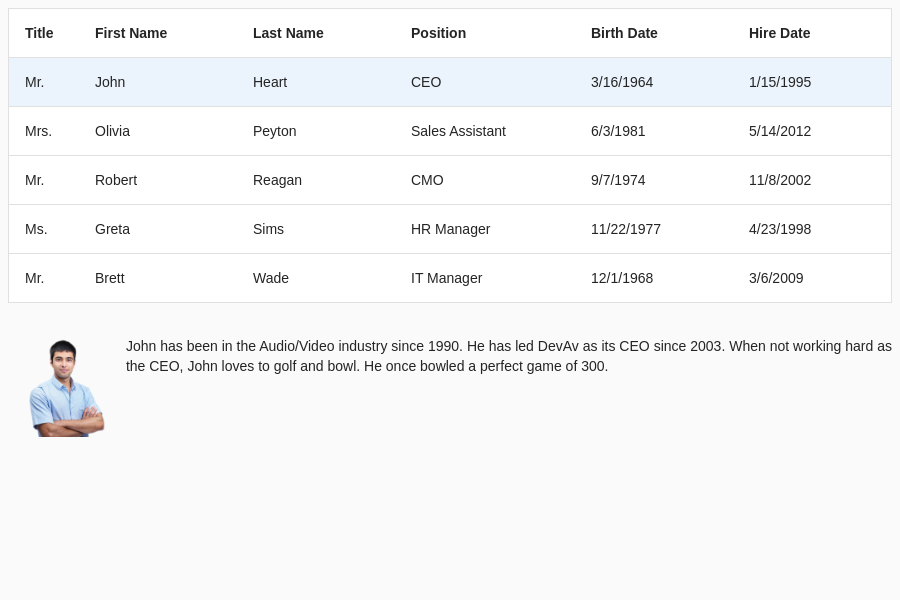 Title First Name Last Name Position Birth Date Hire Date
Mr. John Heart CEO 3/16/1964 1/15/1995
Mrs. Olivia Peyton Sales Assistant 6/3/1981 5/14/2012
Mr. Robert Reagan CMO 9/7/1974 11/8/2002
Ms. Greta Sims HR Manager 11/22/1977 4/23/1998
Mr. Brett Wade IT Manager 12/1/1968 3/6/2009
John has been in the Audio/Video industry since 1990. He has led DevAv as its CEO since 2003. When not working hard as
the CEO, John loves to golf and bowl. He once bowled a perfect game of 300.